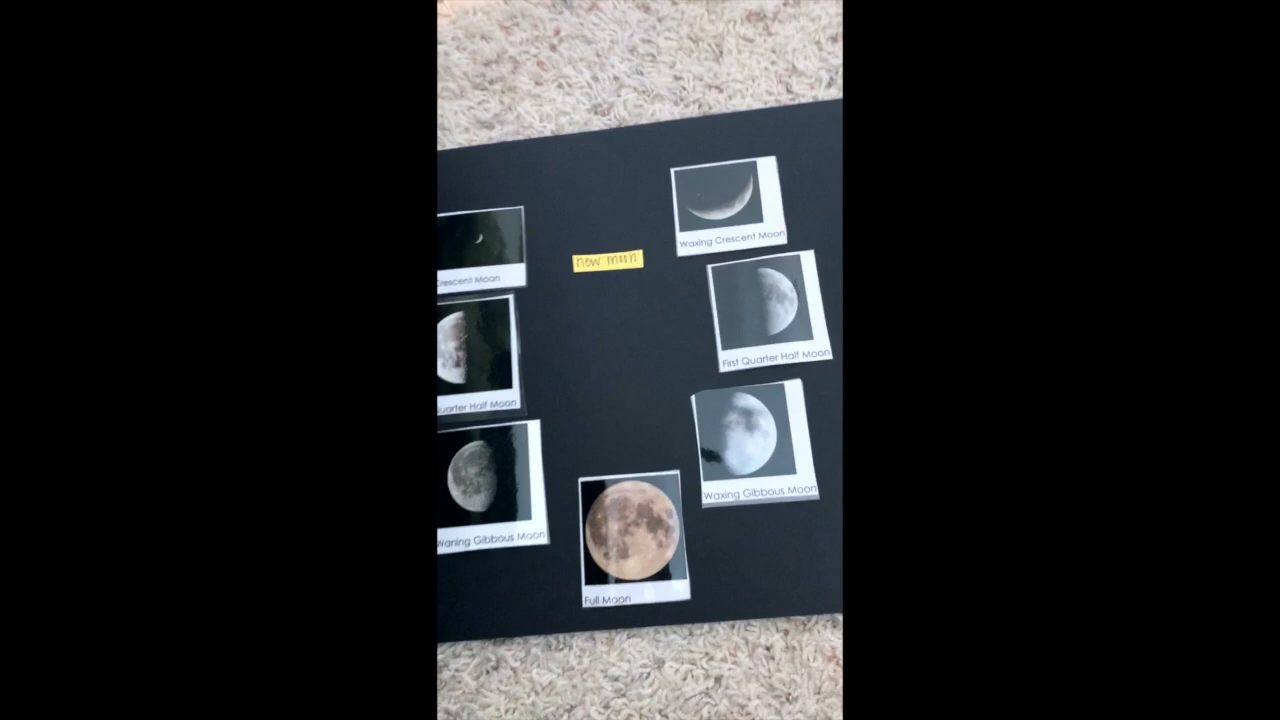 Waxing Crescent Moon
new moon
Crescent Moon
First Quarter Half Moon
Quarter Half Moon
Waxing Gibbous Moon
Waning Gibbous Moon
Full Moon